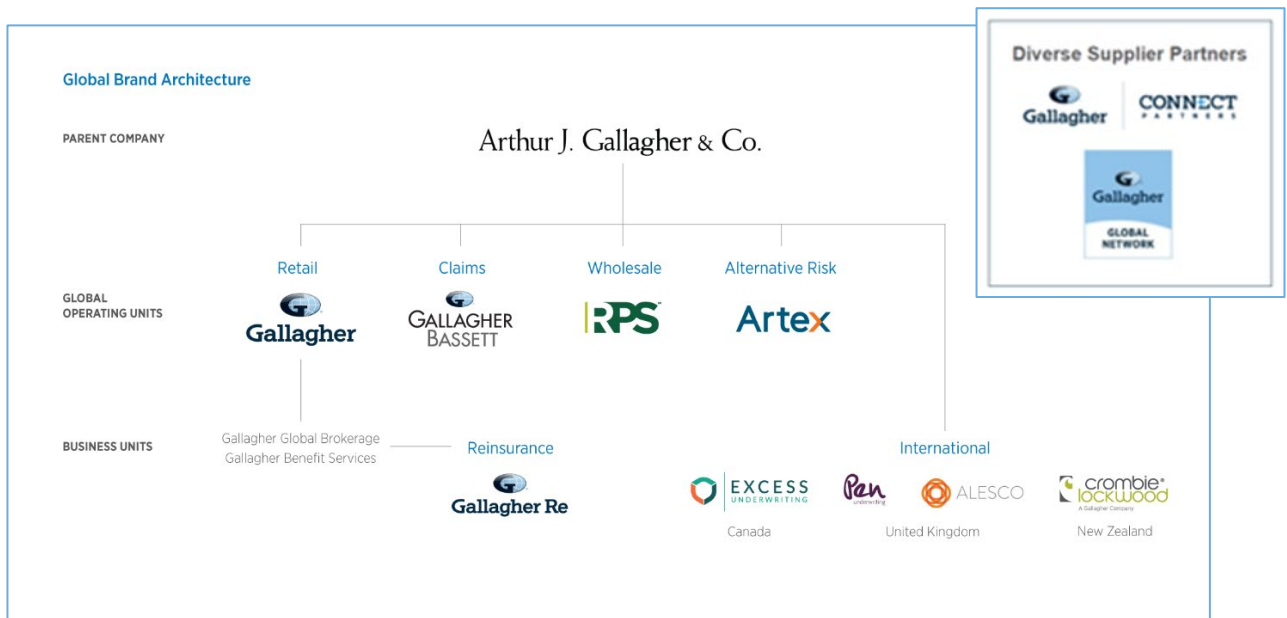 Diverse Supplier Partners
Gallagher
CONNECT
PARTNERS
Gallagher
GLOBAL
NETWORK
Global Brand Architecture
PARENT COMPANY
Arthur J. Gallagher & Co.
Retail
Claims
Wholesale
Alternative Risk
GLOBAL
OPERATING UNITS
Gallagher
GALLAGHER
BASSETT
RPS
Artex
BUSINESS UNITS
Gallagher Global Brokerage
Gallagher Benefit Services
Reinsurance
Gallagher Re
International
EXCESS
UNDERWRITING
Canada
Pen
underwriting
ALESCO
United Kingdom
crombie
lockwood
A Gallagher Company
New Zealand